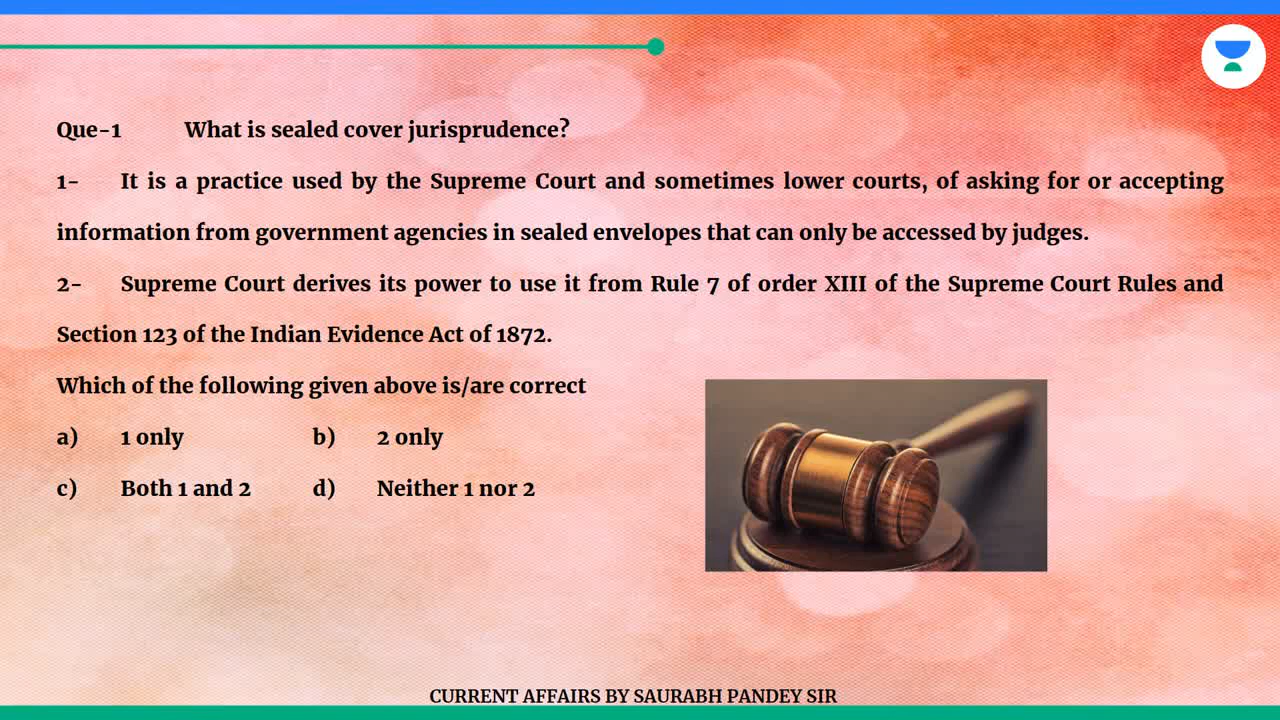 Que-1 What is sealed cover jurisprudence?
1- It is a practice used by the Supreme Court and sometimes lower courts, of asking for or accepting
information from government agencies in sealed envelopes that can only be accessed by judges.
2- Supreme Court derives its power to use it from Rule 7 of order XIII of the Supreme Court Rules and
Section 123 of the Indian Evidence Act of 1872.
Which of the following given above is/are correct
a) 1 only b) 2 only
c) Both 1 and 2 d) Neither 1 nor 2
CURRENT AFFAIRS BY SAURABH PANDEY SIR